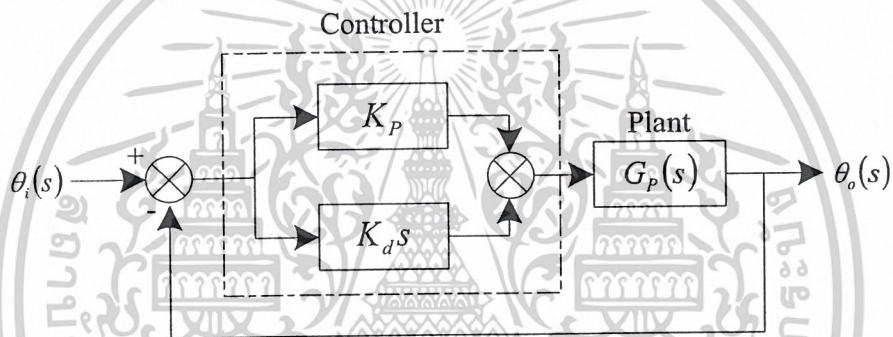 Controller
K_P
Plant
+
θ_i(s)
G_P(s)
θ_o(s)
-
K_d s